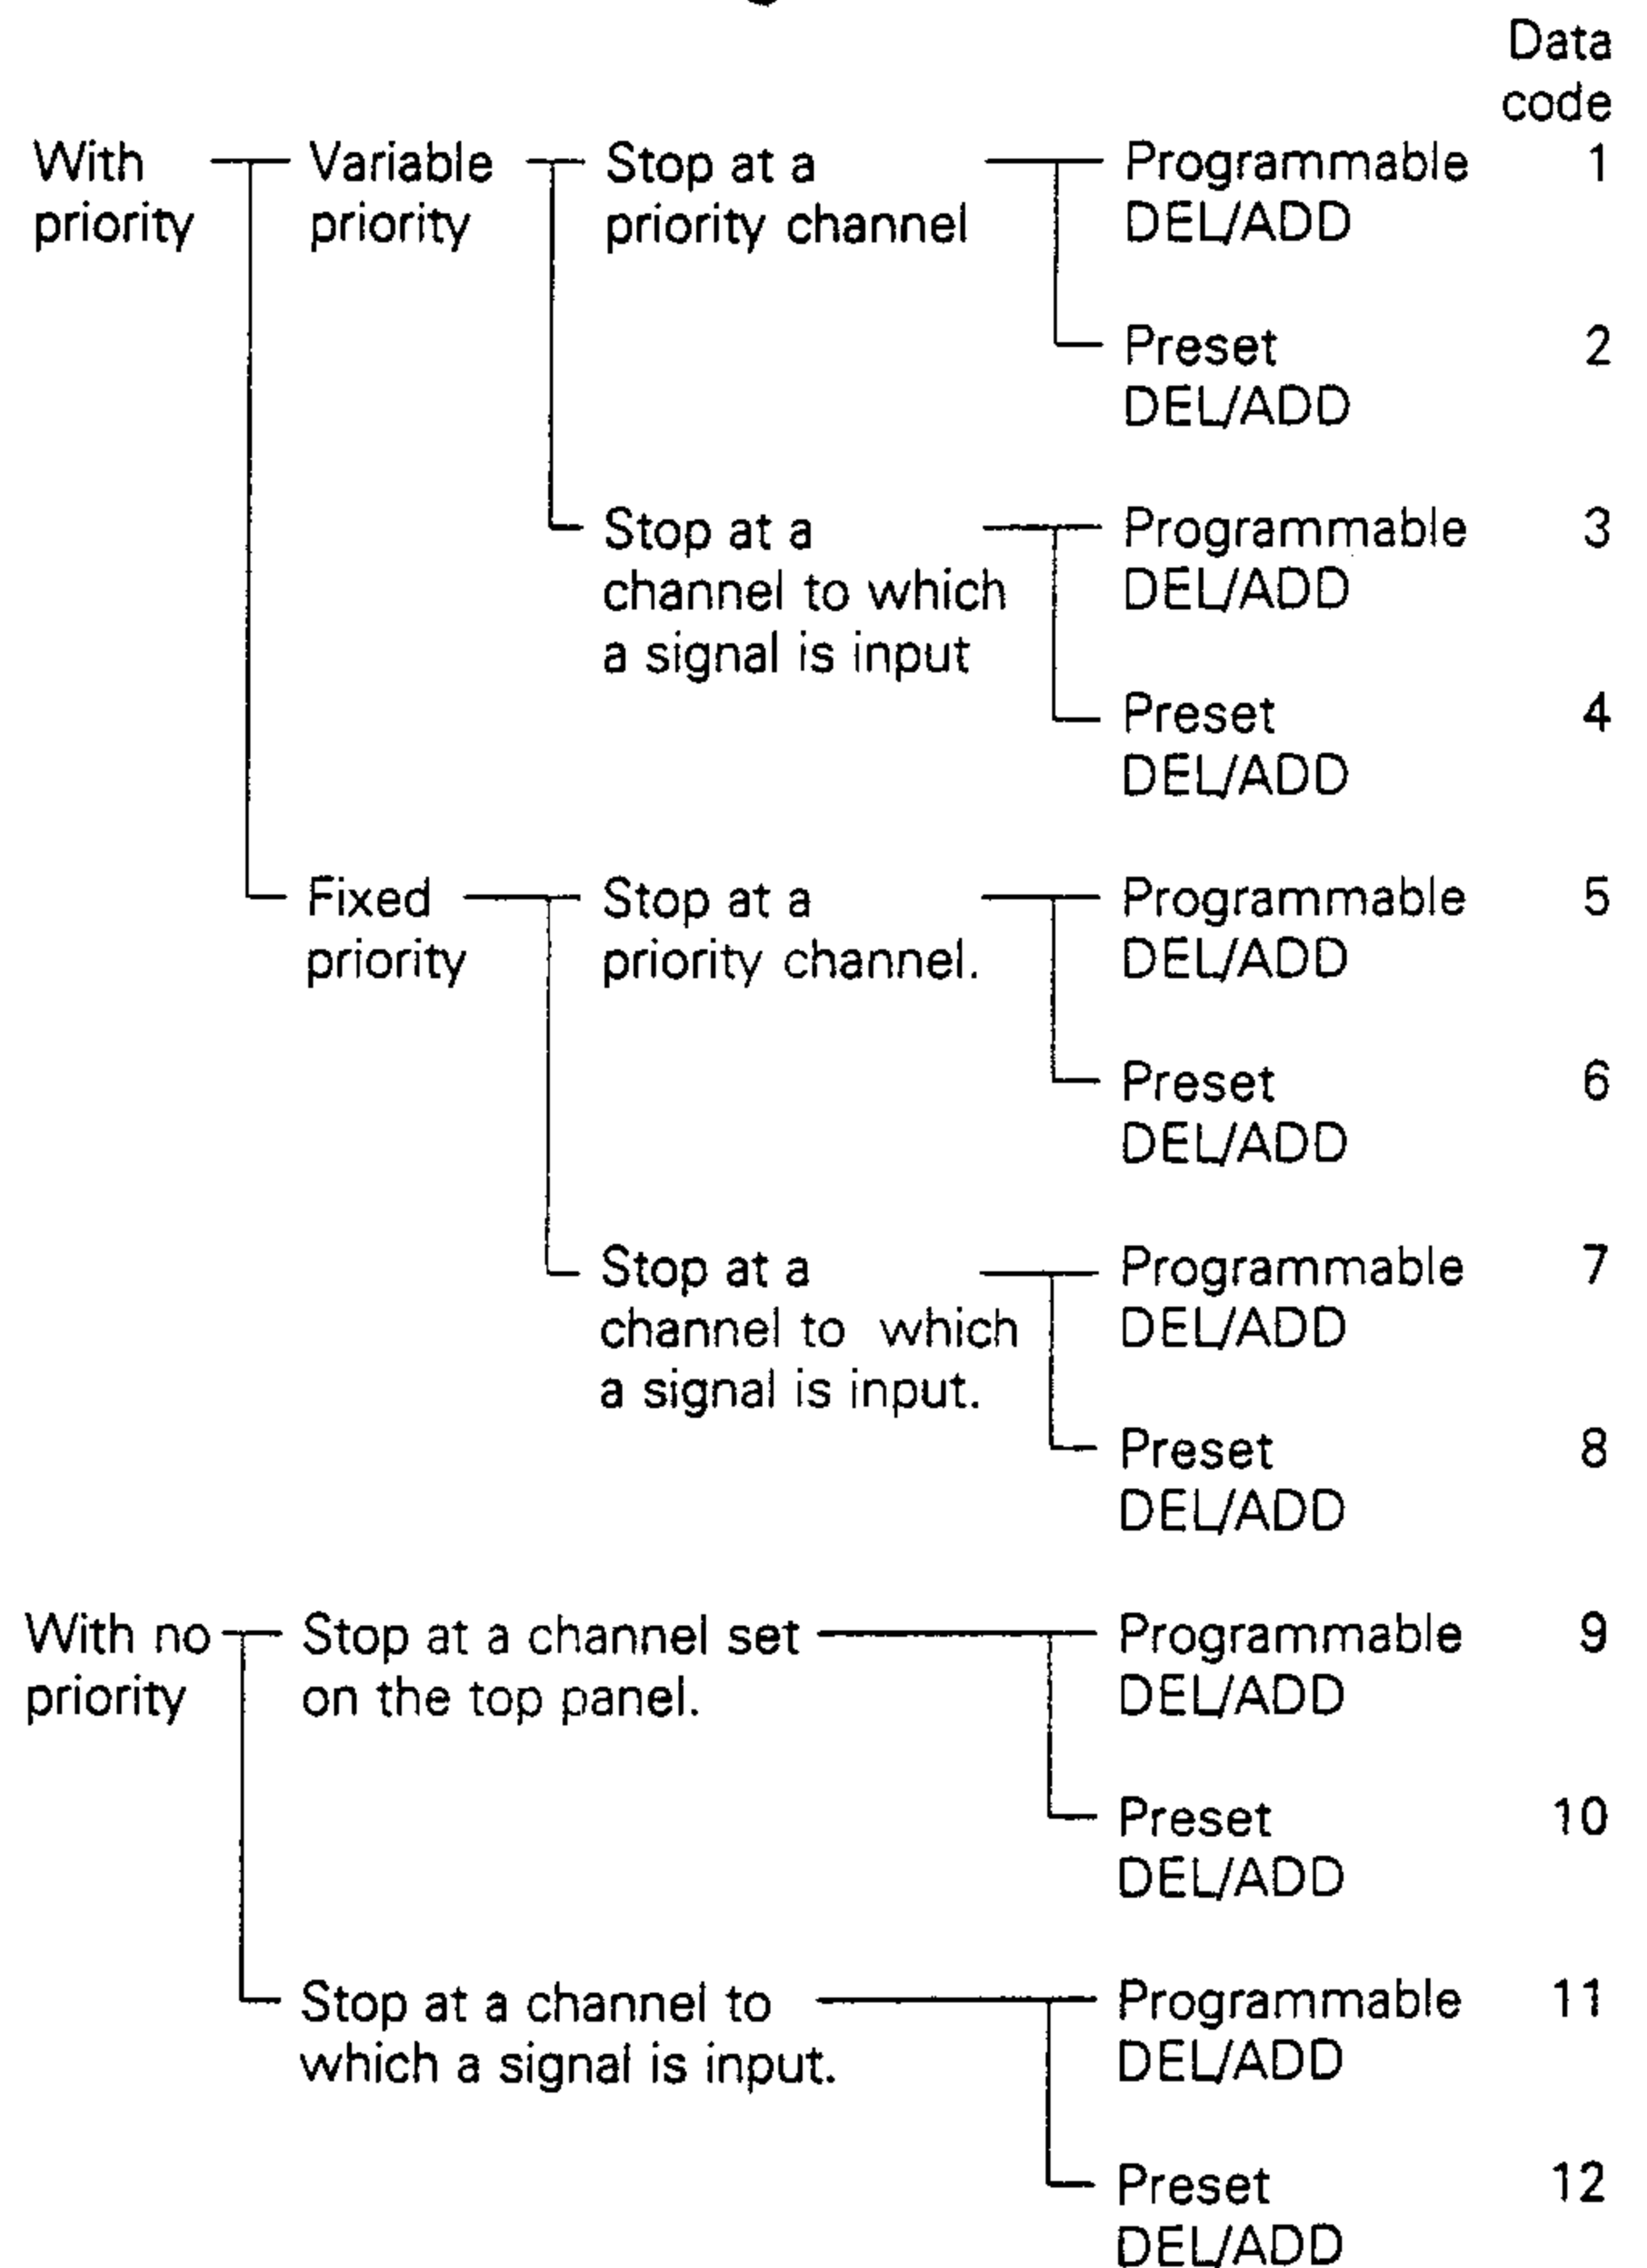 Data
code
With priority Variable priority Stop at a priority channel Programmable DEL/ADD 1
Preset DEL/ADD 2
Stop at a channel to which a signal is input Programmable DEL/ADD 3
Preset DEL/ADD 4
Fixed priority Stop at a priority channel. Programmable DEL/ADD 5
Preset DEL/ADD 6
Stop at a channel to which a signal is input. Programmable DEL/ADD 7
Preset DEL/ADD 8
With no priority Stop at a channel set on the top panel. Programmable DEL/ADD 9
Preset DEL/ADD 10
Stop at a channel to which a signal is input. Programmable DEL/ADD 11
Preset DEL/ADD 12